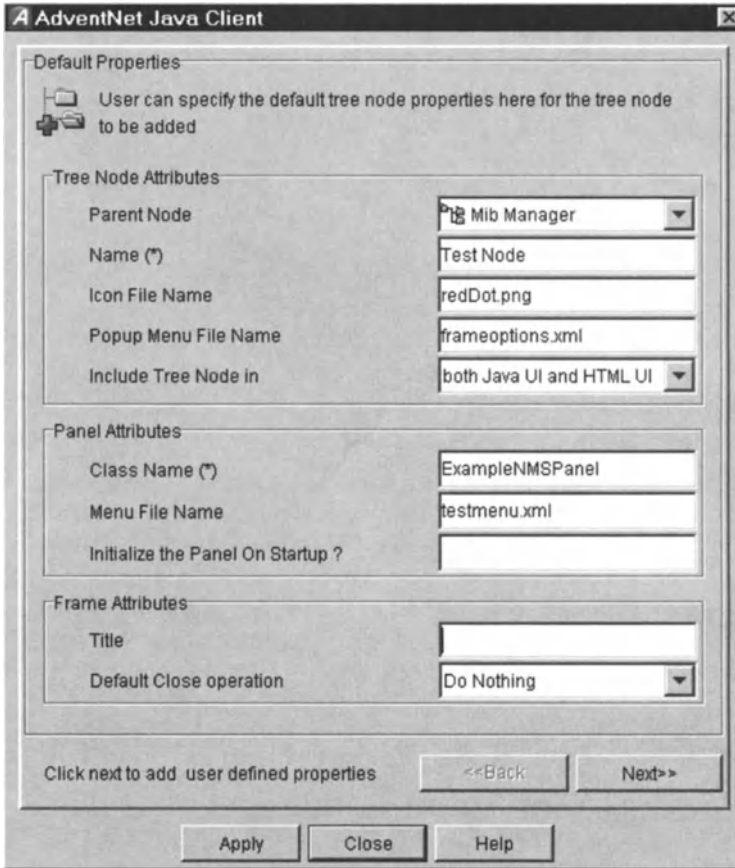 AdventNet Java Client
Default Properties
User can specify the default tree node properties here for the tree node
to be added
Tree Node Attributes
Parent Node
Mib Manager
Name (*)
Test Node
Icon File Name
redDot.png
Popup Menu File Name
frameoptions.xml
Include Tree Node in
both Java UI and HTML UI
Panel Attributes
Class Name (*)
ExampleNMSPanel
Menu File Name
testmenu.xml
Initialize the Panel On Startup ?
Frame Attributes
Title
Default Close operation
Do Nothing
Click next to add user defined properties
<<Back
Next>>
Apply
Close
Help